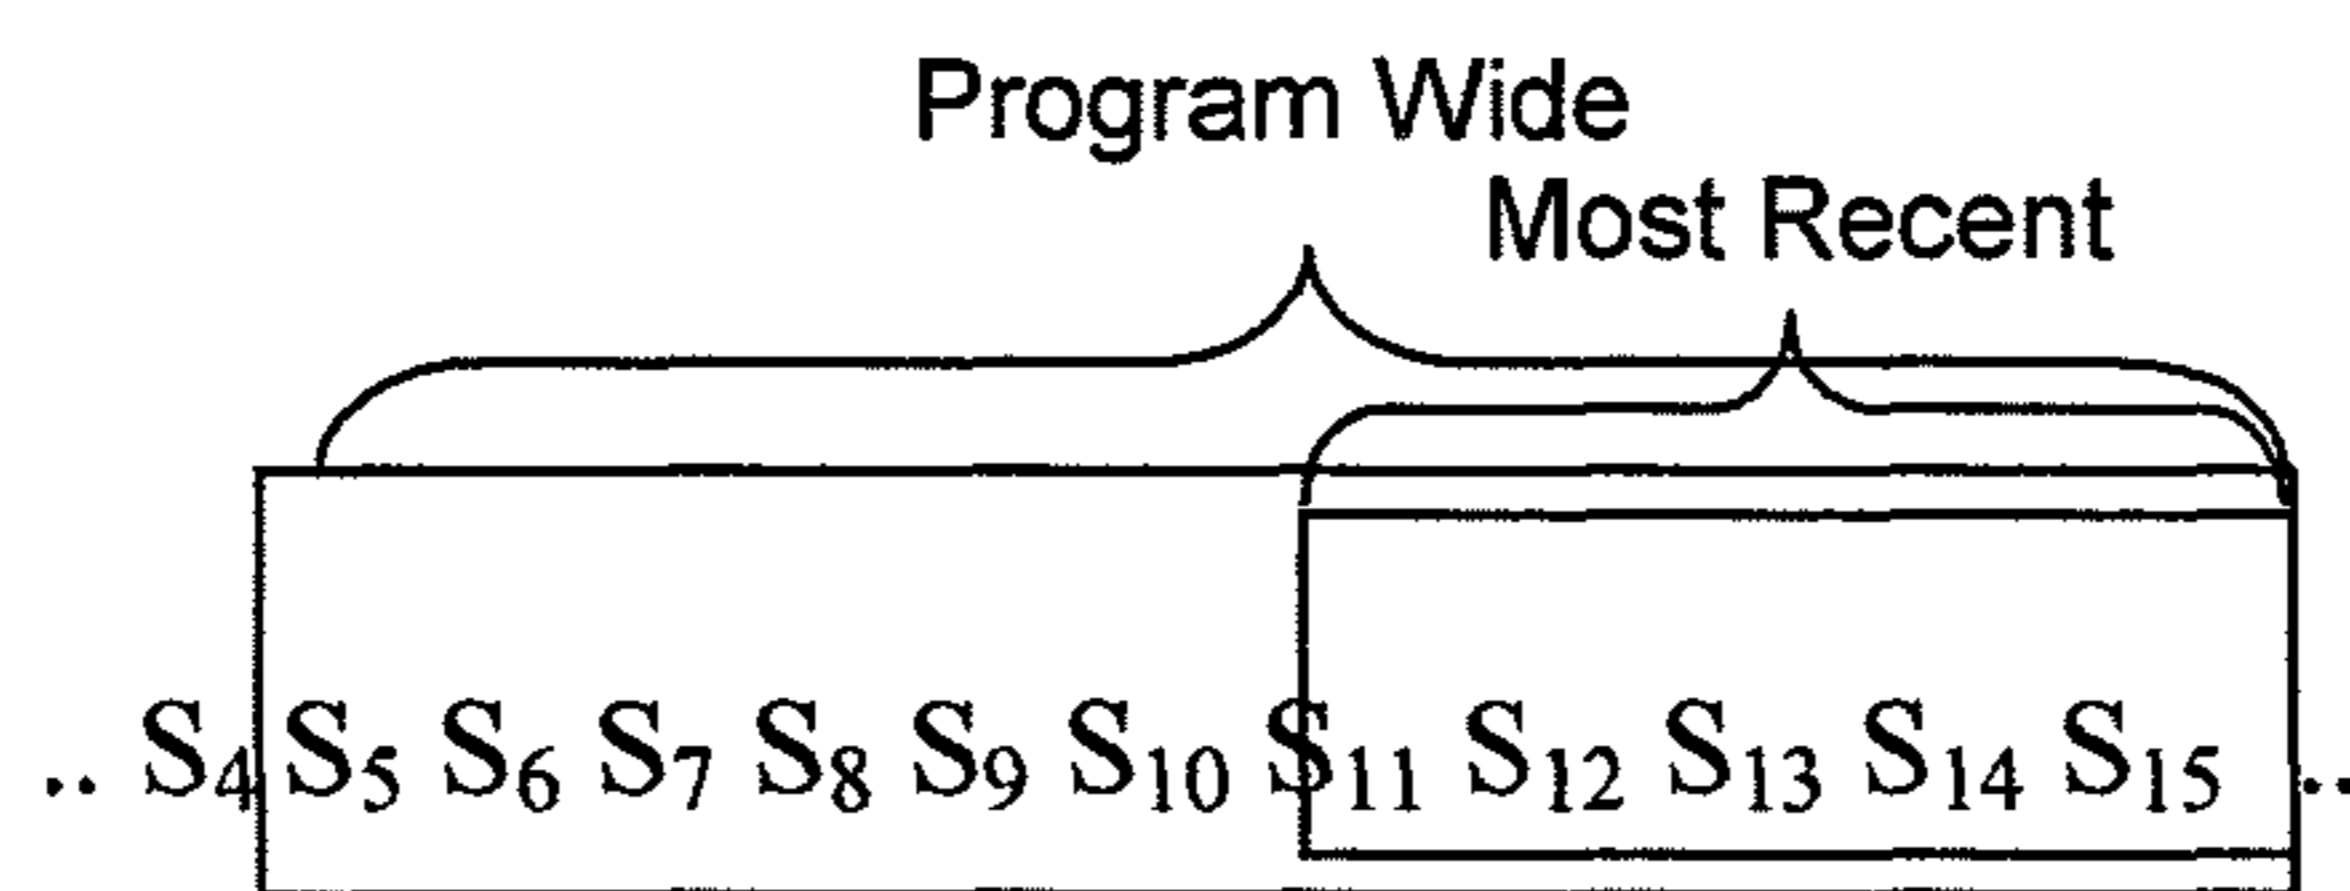 Program Wide
Most Recent
.. S₄ S₅ S₆ S₇ S₈ S₉ S₁₀ S₁₁ S₁₂ S₁₃ S₁₄ S₁₅ ..